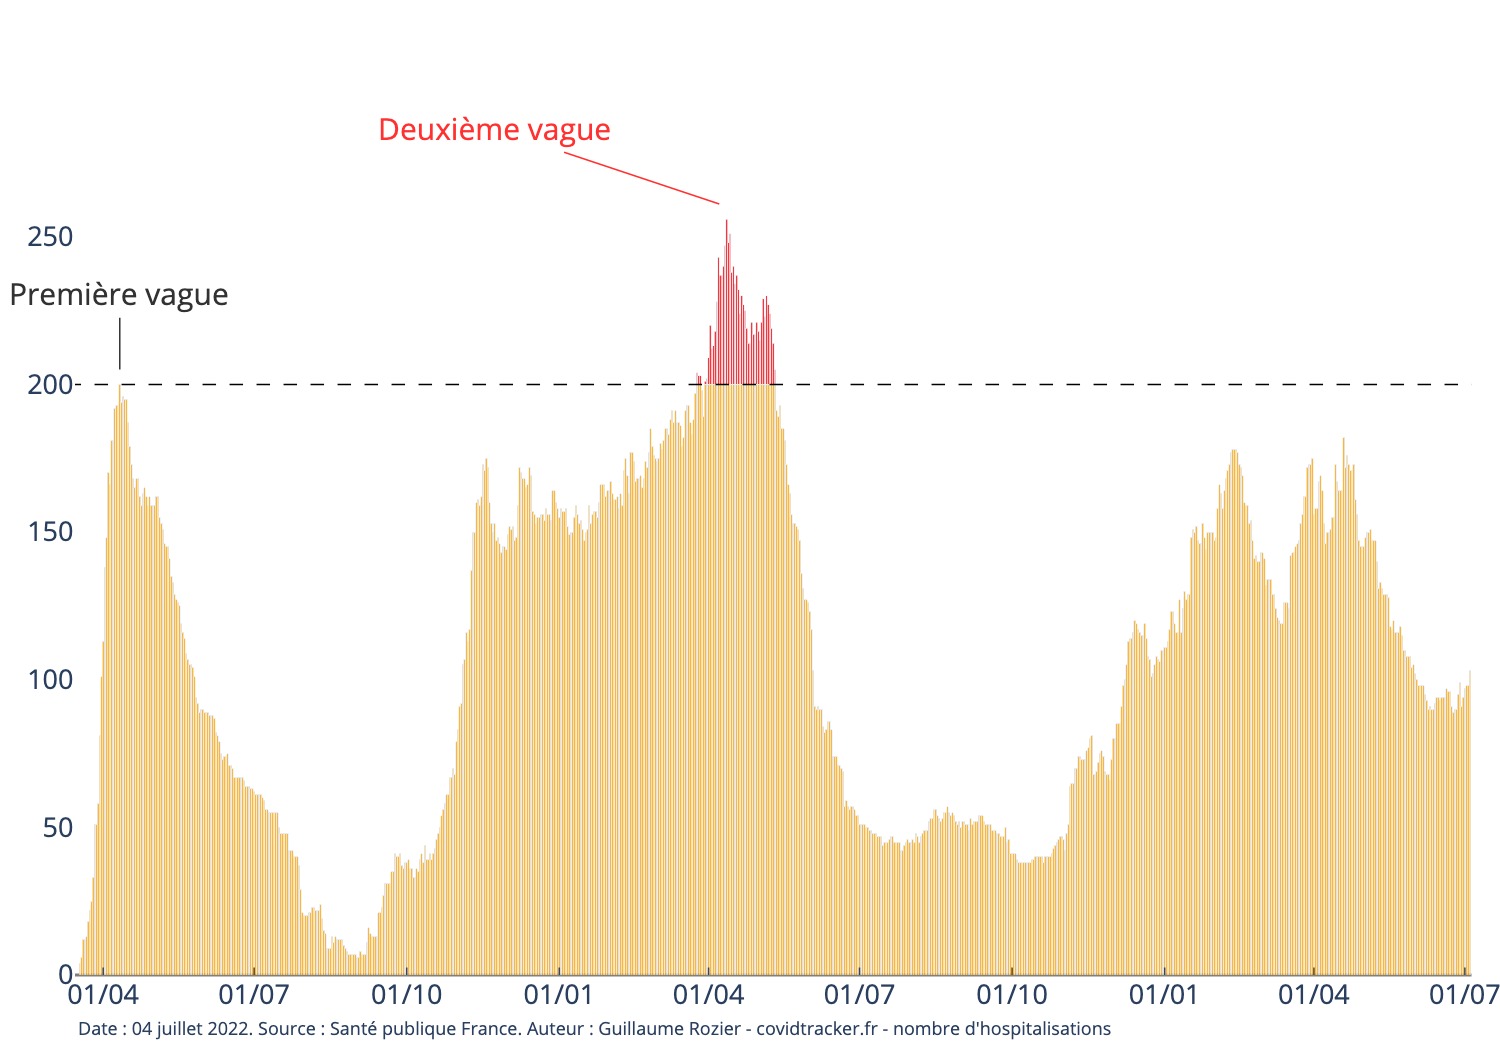 Deuxième vague
250
Première vague
200
150
100
50
0
01/04 01/07 01/10 01/01 01/04 01/07 01/10 01/01 01/04 01/07
Date : 04 juillet 2022. Source : Santé publique France. Auteur : Guillaume Rozier - covidtracker.fr - nombre d'hospitalisations